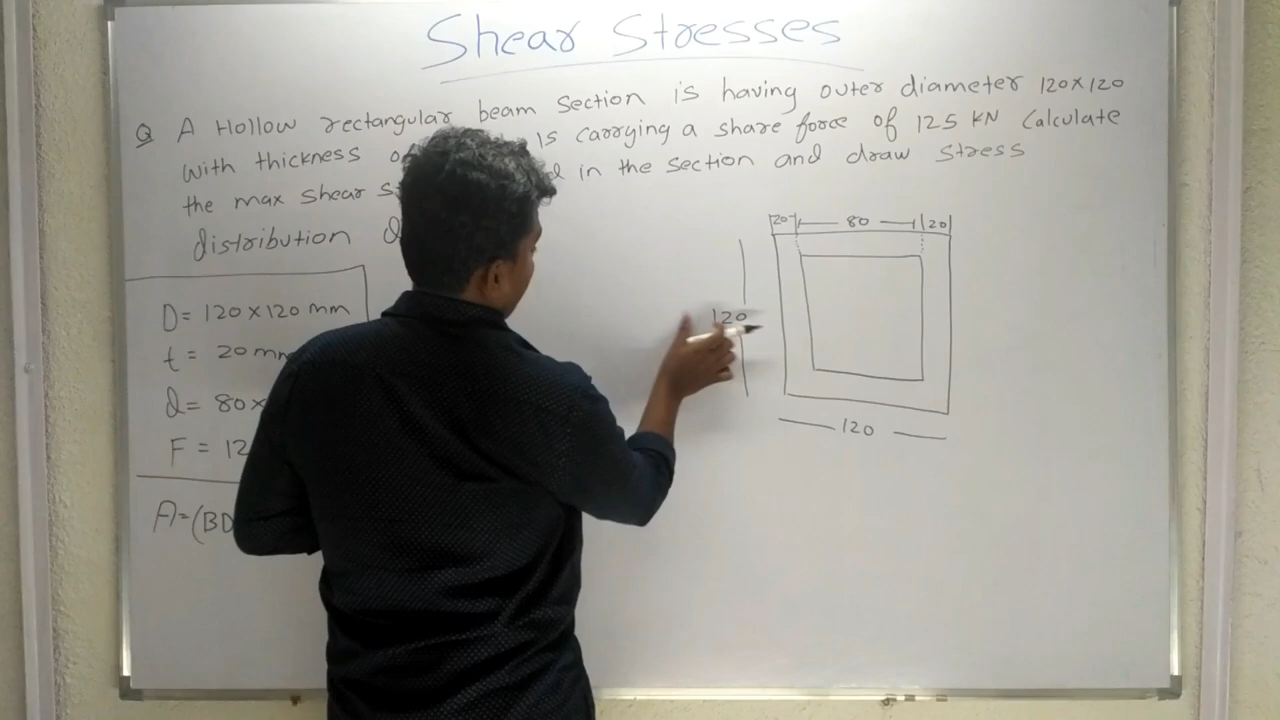 Shear Stresses
Q A Hollow rectangular beam section is having outer diameter 120×120
with thickness is carrying a share force of 125 KN Calculate
the max shear in the section and draw stress
distribution
20 80 20
D = 120×120 mm
t = 20 mm
120
d = 80×
F = 12
120
A=(BD